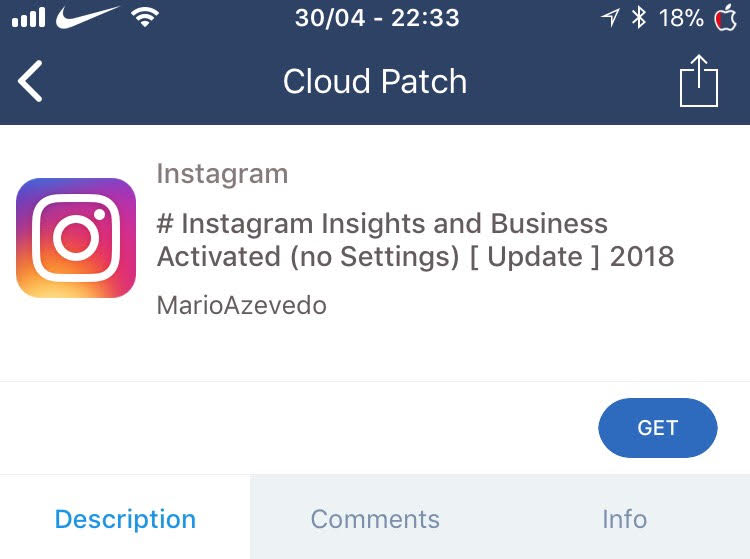 30/04 - 22:33
18%
Cloud Patch
Instagram
# Instagram Insights and Business
Activated (no Settings) [ Update ] 2018
MarioAzevedo
GET
Description
Comments
Info